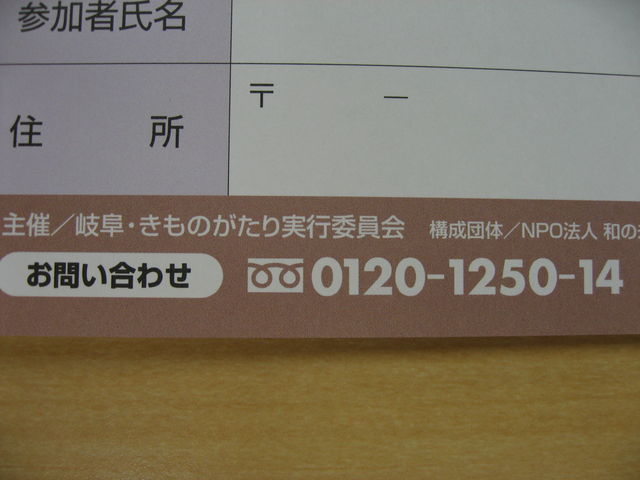 参加者氏名
〒 －
住所
主催／岐阜・きものがたり実行委員会 構成団体／NPO法人 和の
お問い合わせ 0120-1250-14